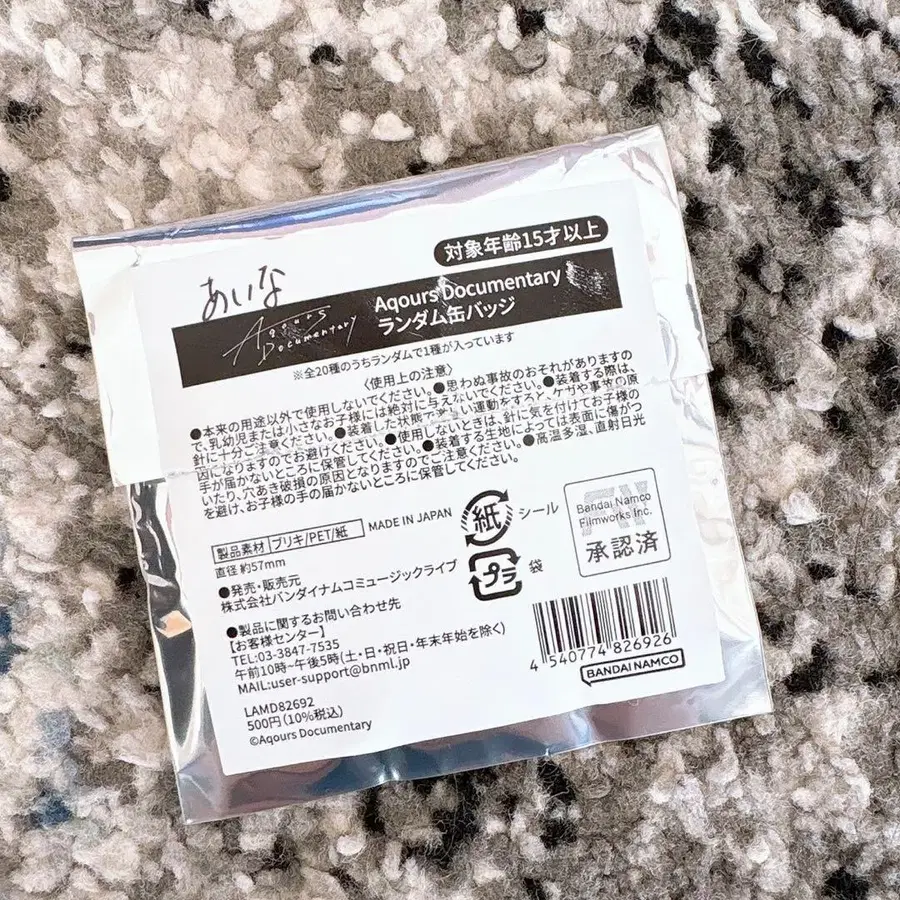 対象年齢15才以上
あいな
Aqours Documentary
Aqours Documentary
ランダム缶バッジ
※全20種のうちランダムで1種が入っています
〈使用上の注意〉
●本来の用途以外で使用しないでください。●思わぬ事故のおそれがありますの
で、乳幼児または小さなお子様には絶対に与えないでください。●装着する際は、
針に十分ご注意ください。●装着した状態で激しい運動をすると、ケガや事故の原
因になりますのでお避けください。●使用しないときは、針に気を付けてお子様の
手が届かないところに保管してください。●装着する生地によっては表面に傷がつ
いたり、穴あき破損の原因となりますのでご注意ください。●高温多湿、直射日光
を避け、お子様の手の届かないところに保管してください。
製品素材 ブリキ/PET/紙 MADE IN JAPAN
直径 約57mm
紙 シール
プラ 袋
Bandai Namco
Filmworks Inc.
承認済
●発売・販売元
株式会社バンダイナムコミュージックライブ
●製品に関するお問い合わせ先
【お客様センター】
TEL:03-3847-7535
午前10時~午後5時(土・日・祝日・年末年始を除く)
MAIL:user-support@bnml.jp
4 540774 826926
BANDAI NAMCO
LAMD82692
500円(10%税込)
©Aqours Documentary